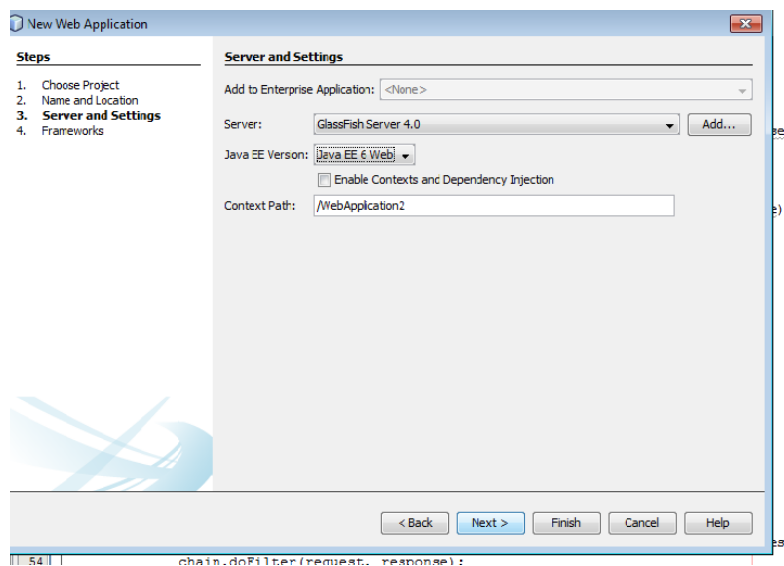 New Web Application
Steps
1. Choose Project
2. Name and Location
3. Server and Settings
4. Frameworks
Server and Settings
Add to Enterprise Application: <None>
Server: GlassFish Server 4.0 Add...
Java EE Version: Java EE 6 Web
Enable Contexts and Dependency Injection
Context Path: /WebApplication2
< Back Next > Finish Cancel Help
54 chain.doFilter(request, response);